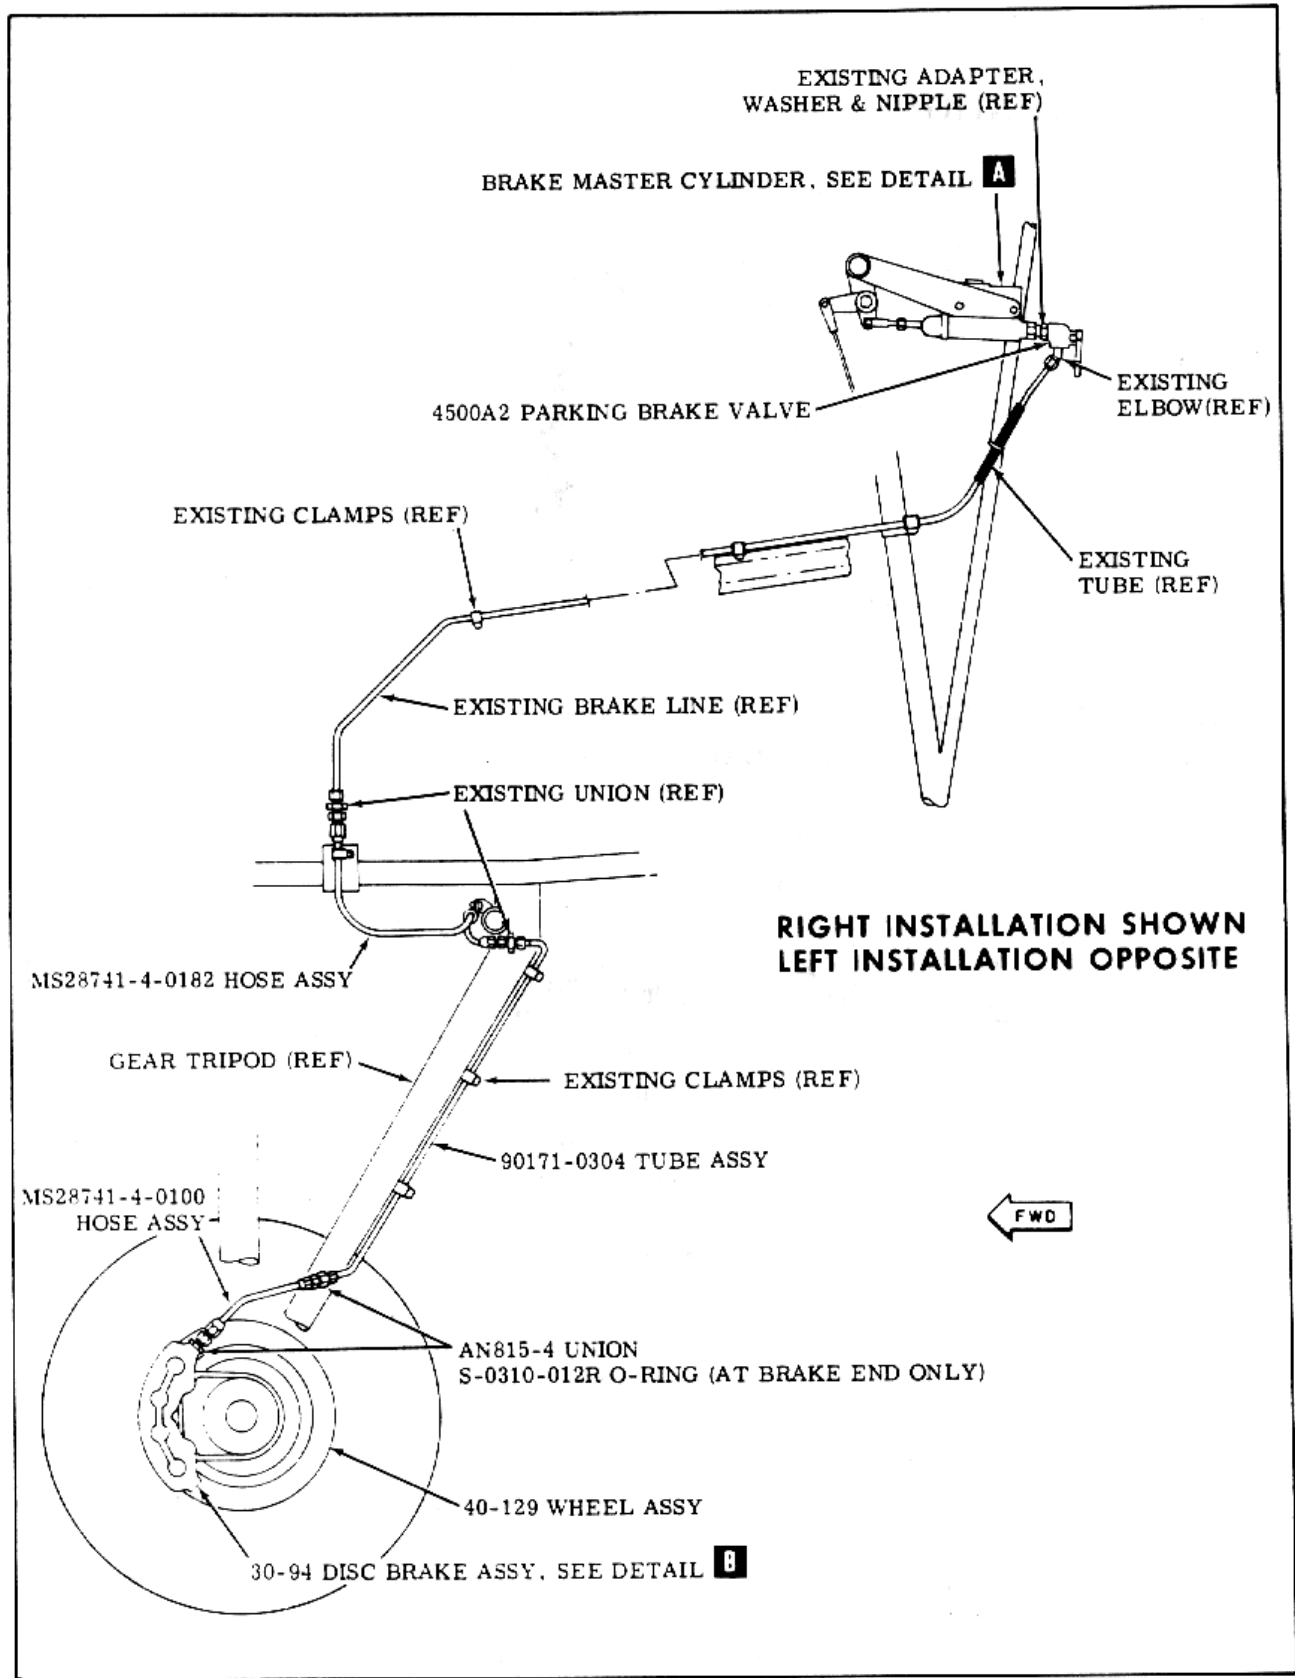 EXISTING ADAPTER,
WASHER & NIPPLE (REF)
BRAKE MASTER CYLINDER, SEE DETAIL A
4500A2 PARKING BRAKE VALVE
EXISTING
ELBOW(REF)
EXISTING CLAMPS (REF)
EXISTING
TUBE (REF)
EXISTING BRAKE LINE (REF)
EXISTING UNION (REF)
RIGHT INSTALLATION SHOWN
LEFT INSTALLATION OPPOSITE
MS28741-4-0182 HOSE ASSY
GEAR TRIPOD (REF)
EXISTING CLAMPS (REF)
90171-0304 TUBE ASSY
MS28741-4-0100
HOSE ASSY
FWD
AN815-4 UNION
S-0310-012R O-RING (AT BRAKE END ONLY)
40-129 WHEEL ASSY
30-94 DISC BRAKE ASSY, SEE DETAIL B